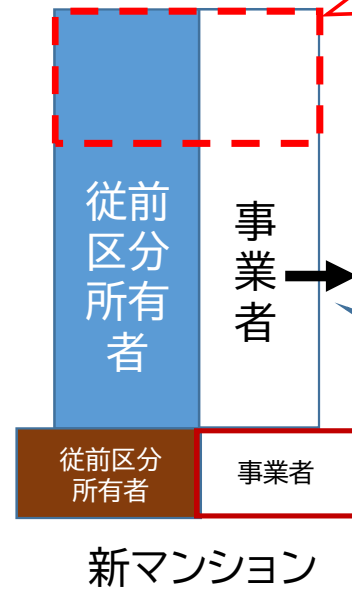 従前
区分
所有
者
事
業
者
従前区分
所有者
事業者
新マンション